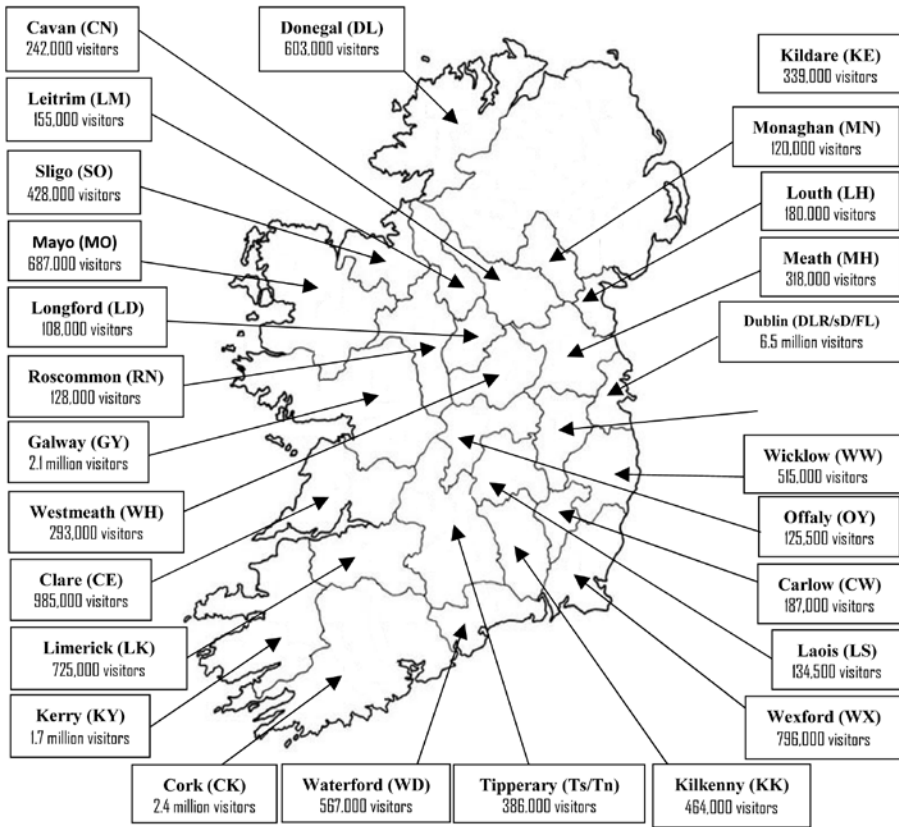 Cavan (CN)
242,000 visitors
Donegal (DL)
603,000 visitors
Kildare (KE)
339,000 visitors
Leitrim (LM)
155,000 visitors
Monaghan (MN)
120,000 visitors
Sligo (SO)
428,000 visitors
Louth (LH)
180,000 visitors
Mayo (MO)
687,000 visitors
Meath (MH)
318,000 visitors
Longford (LD)
108,000 visitors
Dublin (DLR/sD/FL)
6.5 million visitors
Roscommon (RN)
128,000 visitors
Galway (GY)
2.1 million visitors
Wicklow (WW)
515,000 visitors
Westmeath (WH)
293,000 visitors
Offaly (OY)
125,500 visitors
Clare (CE)
985,000 visitors
Carlow (CW)
187,000 visitors
Limerick (LK)
725,000 visitors
Laois (LS)
134,500 visitors
Kerry (KY)
1.7 million visitors
Wexford (WX)
796,000 visitors
Cork (CK)
2.4 million visitors
Waterford (WD)
567,000 visitors
Tipperary (Ts/Tn)
386,000 visitors
Kilkenny (KK)
464,000 visitors